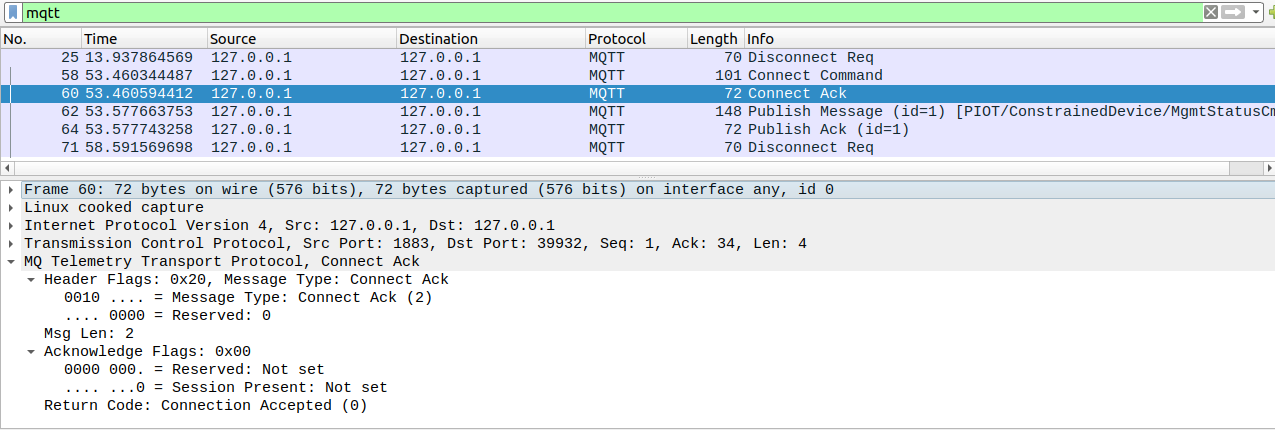 mqtt
No. Time Source Destination Protocol Length Info
25 13.937864569 127.0.0.1 127.0.0.1 MQTT 70 Disconnect Req
58 53.460344487 127.0.0.1 127.0.0.1 MQTT 101 Connect Command
60 53.460594412 127.0.0.1 127.0.0.1 MQTT 72 Connect Ack
62 53.577663753 127.0.0.1 127.0.0.1 MQTT 148 Publish Message (id=1) [PIOT/ConstrainedDevice/MgmtStatusCm
64 53.577743258 127.0.0.1 127.0.0.1 MQTT 72 Publish Ack (id=1)
71 58.591569698 127.0.0.1 127.0.0.1 MQTT 70 Disconnect Req
Frame 60: 72 bytes on wire (576 bits), 72 bytes captured (576 bits) on interface any, id 0
Linux cooked capture
Internet Protocol Version 4, Src: 127.0.0.1, Dst: 127.0.0.1
Transmission Control Protocol, Src Port: 1883, Dst Port: 39932, Seq: 1, Ack: 34, Len: 4
MQ Telemetry Transport Protocol, Connect Ack
Header Flags: 0x20, Message Type: Connect Ack
0010 .... = Message Type: Connect Ack (2)
.... 0000 = Reserved: 0
Msg Len: 2
Acknowledge Flags: 0x00
0000 000. = Reserved: Not set
.... ...0 = Session Present: Not set
Return Code: Connection Accepted (0)